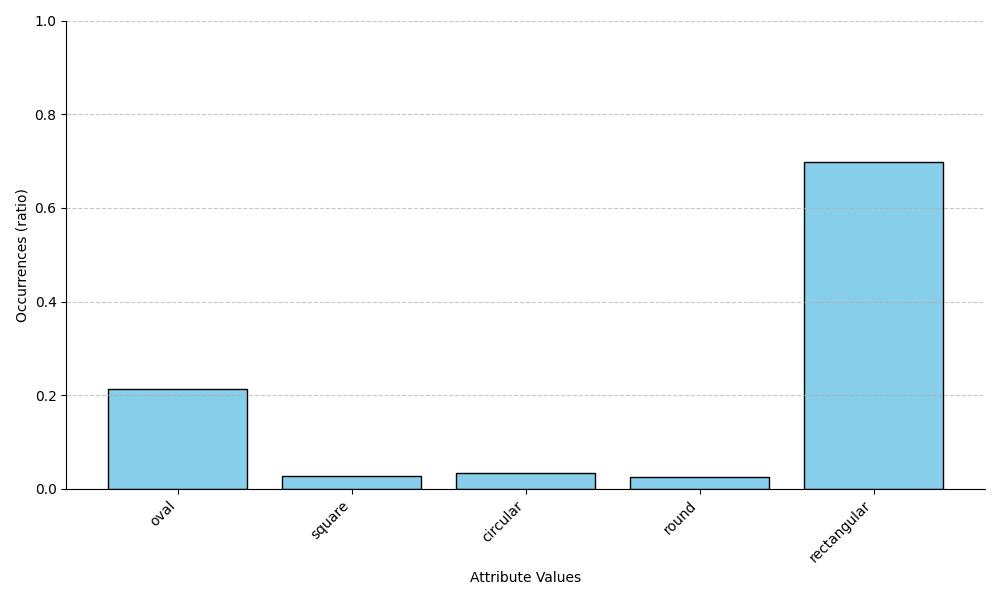 1.0
0.8
0.6
0.4
0.2
0.0
Occurrences (ratio)
oval
square
circular
round
rectangular
Attribute Values